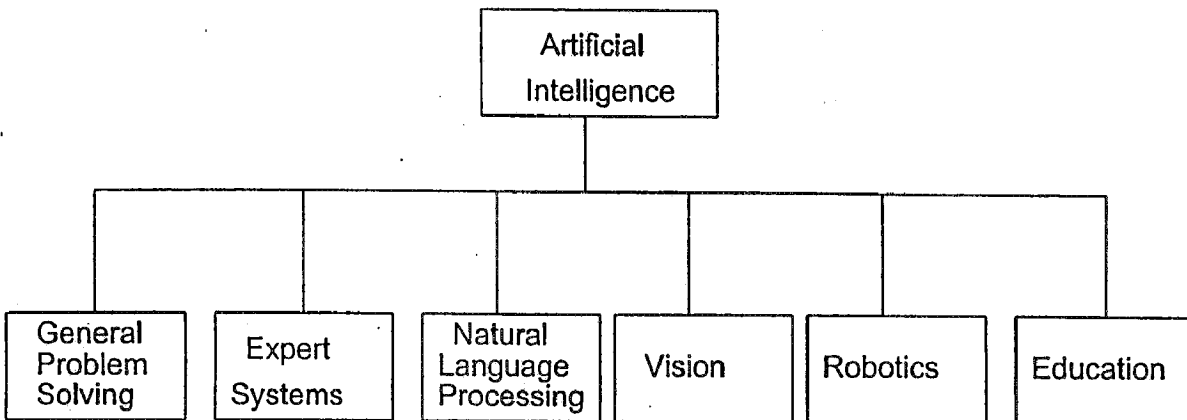 Artificial
Intelligence
General
Problem
Solving
Expert
Systems
Natural
Language
Processing
Vision
Robotics
Education